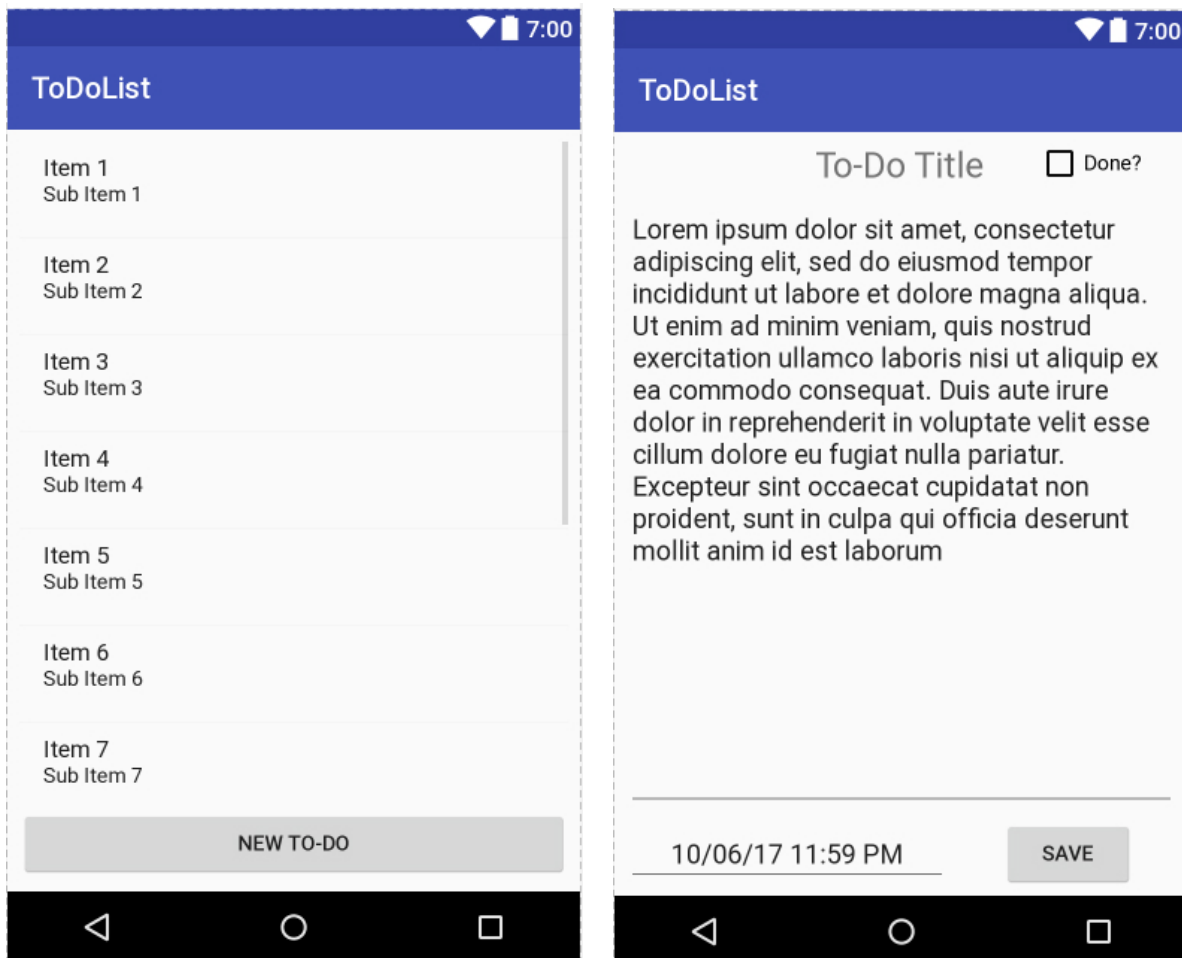 7:00
ToDoList
Item 1
Sub Item 1
Item 2
Sub Item 2
Item 3
Sub Item 3
Item 4
Sub Item 4
Item 5
Sub Item 5
Item 6
Sub Item 6
Item 7
Sub Item 7
NEW TO-DO
7:00
ToDoList
To-Do Title
Done?
Lorem ipsum dolor sit amet, consectetur
adipiscing elit, sed do eiusmod tempor
incididunt ut labore et dolore magna aliqua.
Ut enim ad minim veniam, quis nostrud
exercitation ullamco laboris nisi ut aliquip ex
ea commodo consequat. Duis aute irure
dolor in reprehenderit in voluptate velit esse
cillum dolore eu fugiat nulla pariatur.
Excepteur sint occaecat cupidatat non
proident, sunt in culpa qui officia deserunt
mollit anim id est laborum
10/06/17 11:59 PM
SAVE